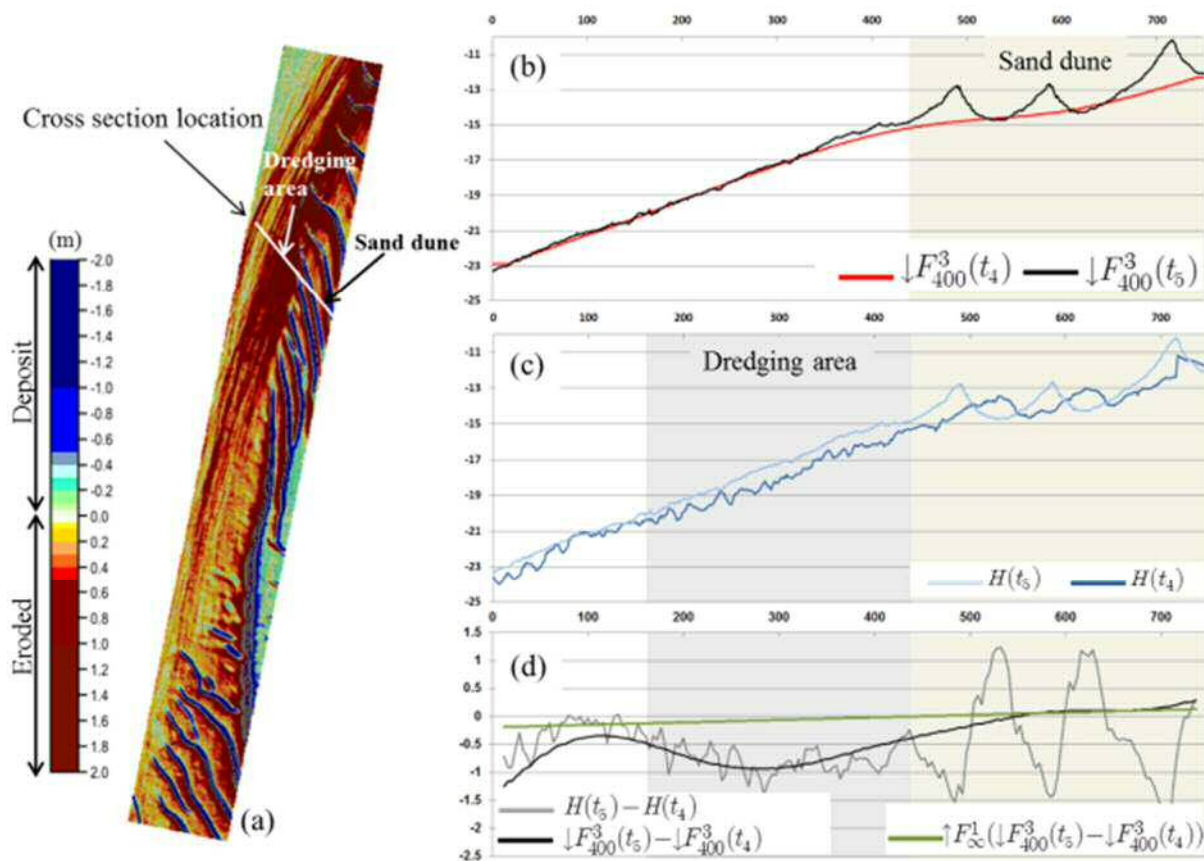 Cross section location
Dredging
area
Sand dune
(m)
Deposit
Eroded
-2.0
-1.8
-1.6
-1.4
-1.2
-1.0
-0.8
-0.6
-0.4
-0.2
0.0
0.2
0.4
0.6
0.8
1.0
1.2
1.4
1.6
1.8
2.0
(a)
0 100 200 300 400 500 600 700
(b)
Sand dune
-11
-13
-15
-17
-19
-21
-23
-25
↓F³₄₀₀(t₄) ↓F³₄₀₀(t₅)
0 100 200 300 400 500 600 700
(c)
Dredging area
-11
-13
-15
-17
-19
-21
-23
-25
H(t₅) H(t₄)
0 100 200 300 400 500 600 700
(d)
1.5
1
0.5
0
-0.5
-1
-1.5
-2
-2.5
H(t₅)−H(t₄)
↓F³₄₀₀(t₅)−↓F³₄₀₀(t₄)
↑F¹∞(↓F³₄₀₀(t₅)−↓F³₄₀₀(t₄))